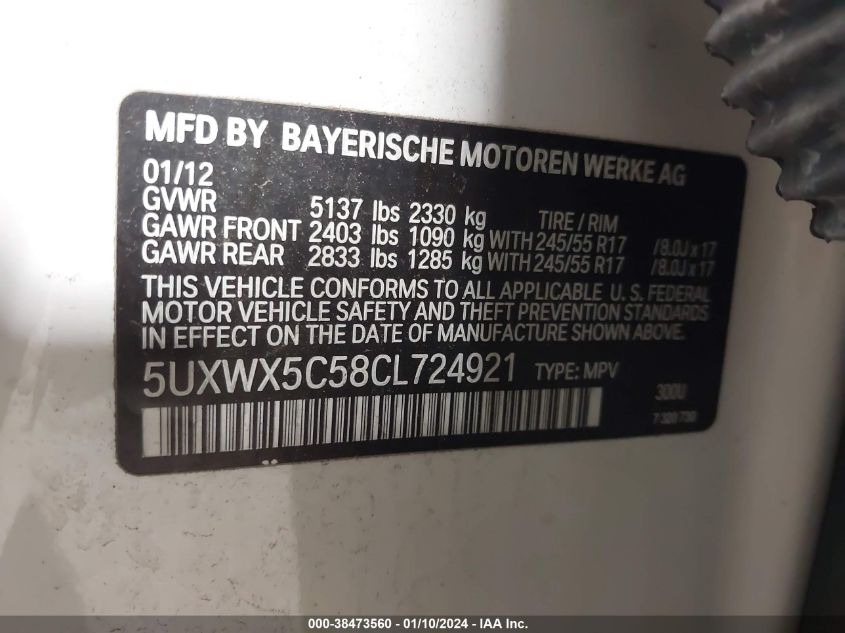 MFD BY BAYERISCHE MOTOREN WERKE AG
01/12
GVWR 5137 lbs 2330 kg TIRE / RIM
GAWR FRONT 2403 lbs 1090 kg WITH 245/55 R17 /8.0J x 17
GAWR REAR 2833 lbs 1285 kg WITH 245/55 R17 /8.0J x 17
THIS VEHICLE CONFORMS TO ALL APPLICABLE U. S. FEDERAL
MOTOR VEHICLE SAFETY AND THEFT PREVENTION STANDARDS
IN EFFECT ON THE DATE OF MANUFACTURE SHOWN ABOVE.
5UXWX5C58CL724921 TYPE: MPV 300U
000-38473560 - 01/10/2024 - IAA Inc.